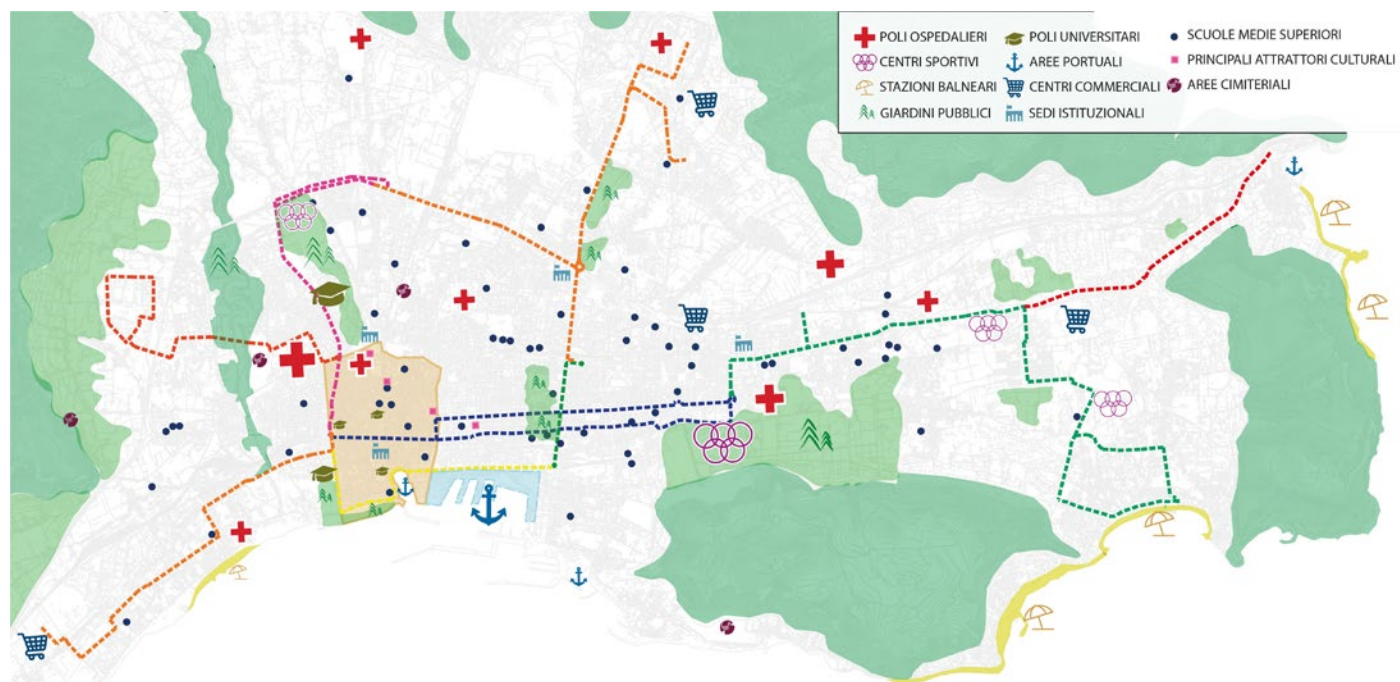 POLI OSPEDALIERI
POLI UNIVERSITARI
SCUOLE MEDIE SUPERIORI
CENTRI SPORTIVI
AREE PORTUALI
PRINCIPALI ATTRATTORI CULTURALI
STAZIONI BALNEARI
CENTRI COMMERCIALI
AREE CIMITERIALI
GIARDINI PUBBLICI
SEDI ISTITUZIONALI